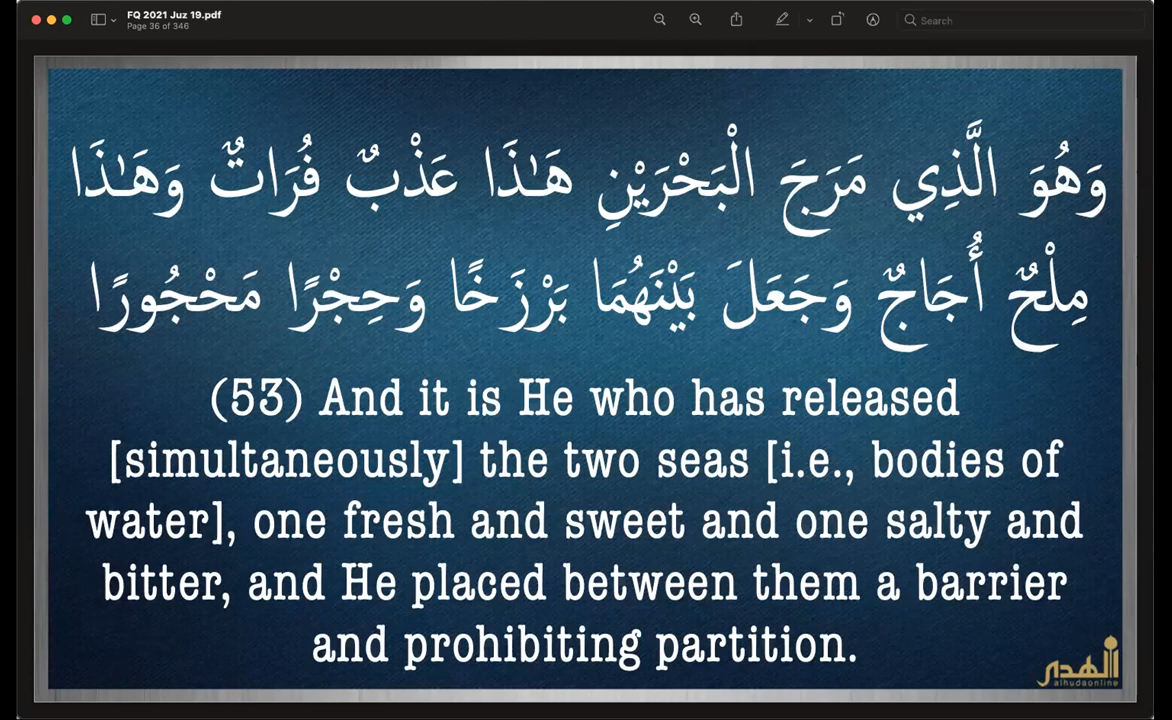 FQ 2021 Juz 19.pdf
Page 36 of 346
Search
وَهُوَ الَّذِي مَرَجَ الْبَحْرَيْنِ هَـٰذَا عَذْبٌ فُرَاتٌ وَهَـٰذَا
مِلْحٌ أُجَاجٌ وَجَعَلَ بَيْنَهُمَا بَرْزَخًا وَحِجْرًا مَحْجُورًا
(53) And it is He who has released
[simultaneously] the two seas [i.e., bodies of
water], one fresh and sweet and one salty and
bitter, and He placed between them a barrier
and prohibiting partition.
الهدى
alhudaonline